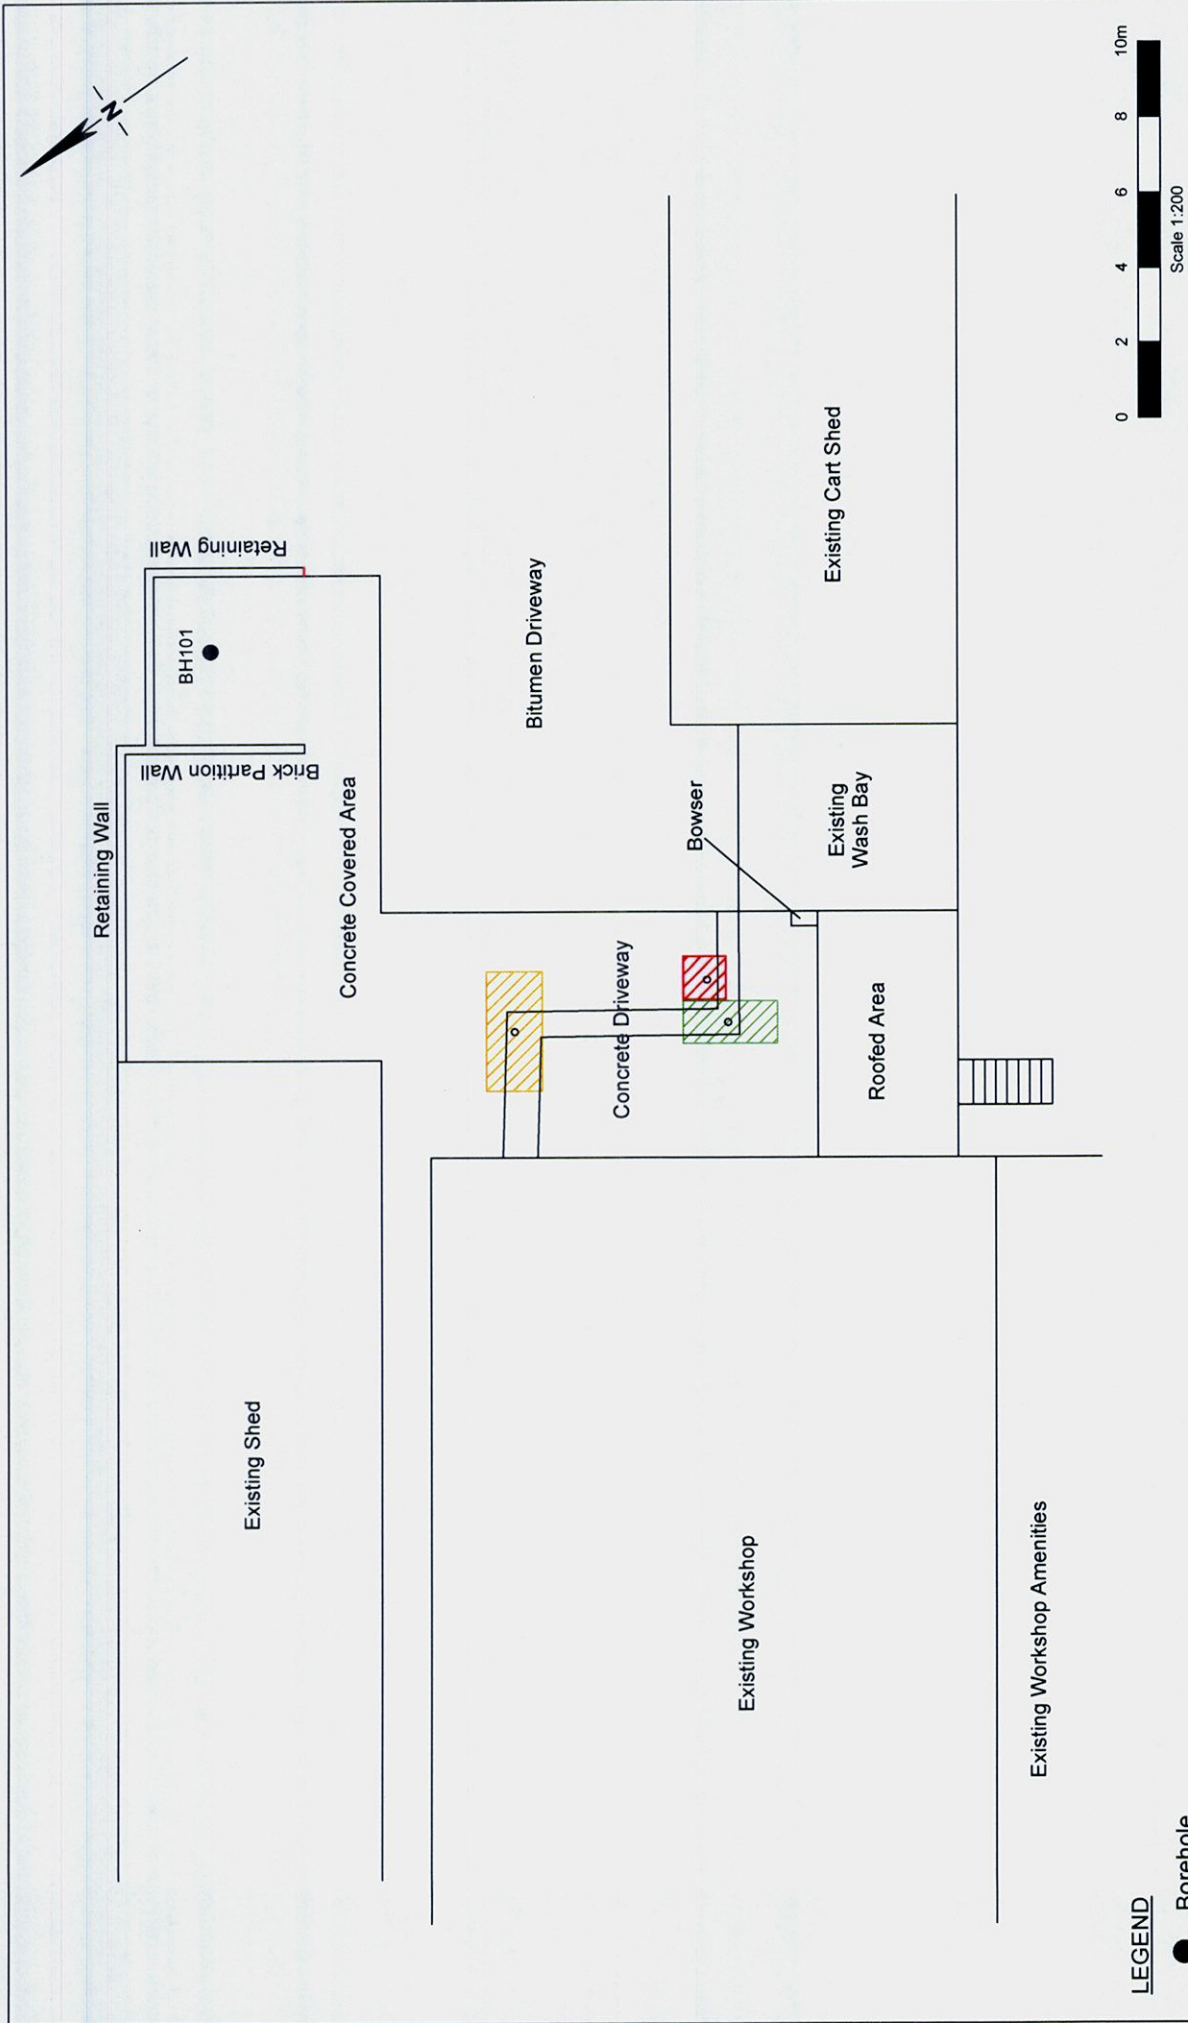 N
Retaining Wall
Retaining Wall
BH101
Brick Partition Wall
Concrete Covered Area
Existing Shed
Bitumen Driveway
Concrete Driveway
Bowser
Existing Cart Shed
Existing
Wash Bay
Roofed Area
Existing Workshop
Existing Workshop Amenities
0 2 4 6 8 10m
Scale 1:200
LEGEND
Borehole